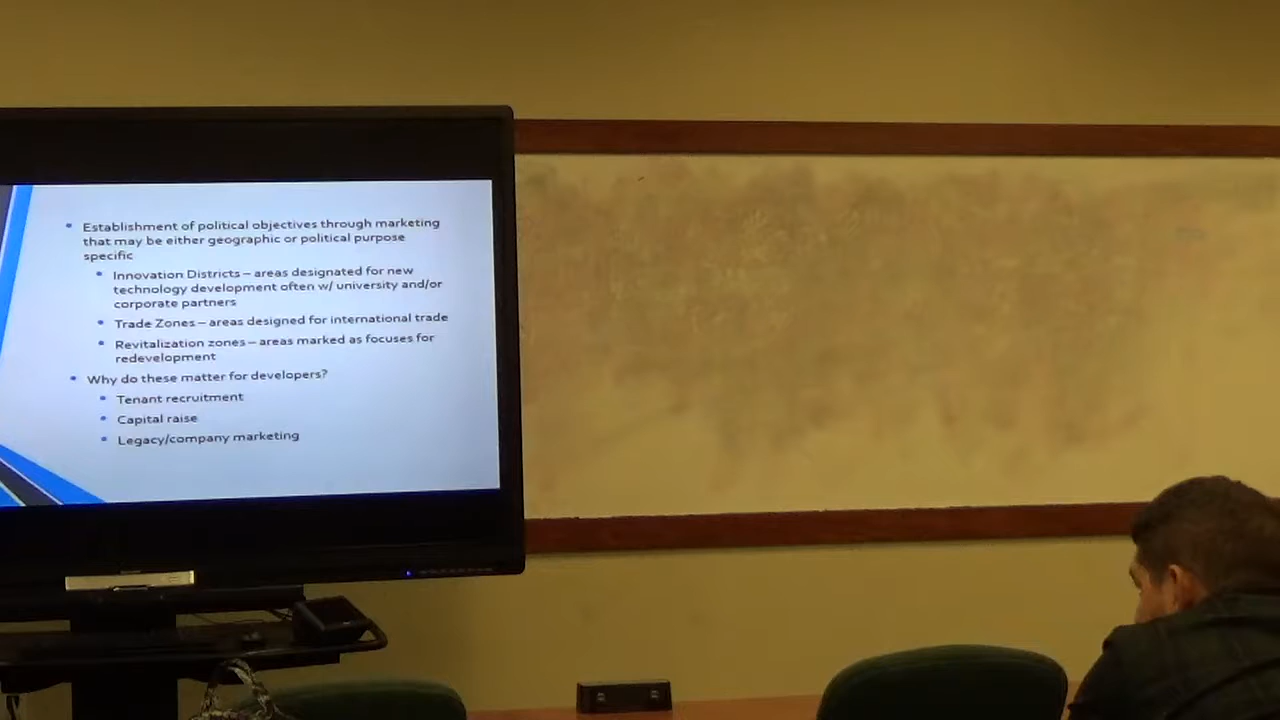 Establishment of political objectives through marketing
that may be either geographic or political purpose
specific
Innovation Districts – areas designated for new
technology development often w/ university and/or
corporate partners
Trade Zones – areas designed for international trade
Revitalization zones – areas marked as focuses for
redevelopment
Why do these matter for developers?
Tenant recruitment
Capital raise
Legacy/company marketing